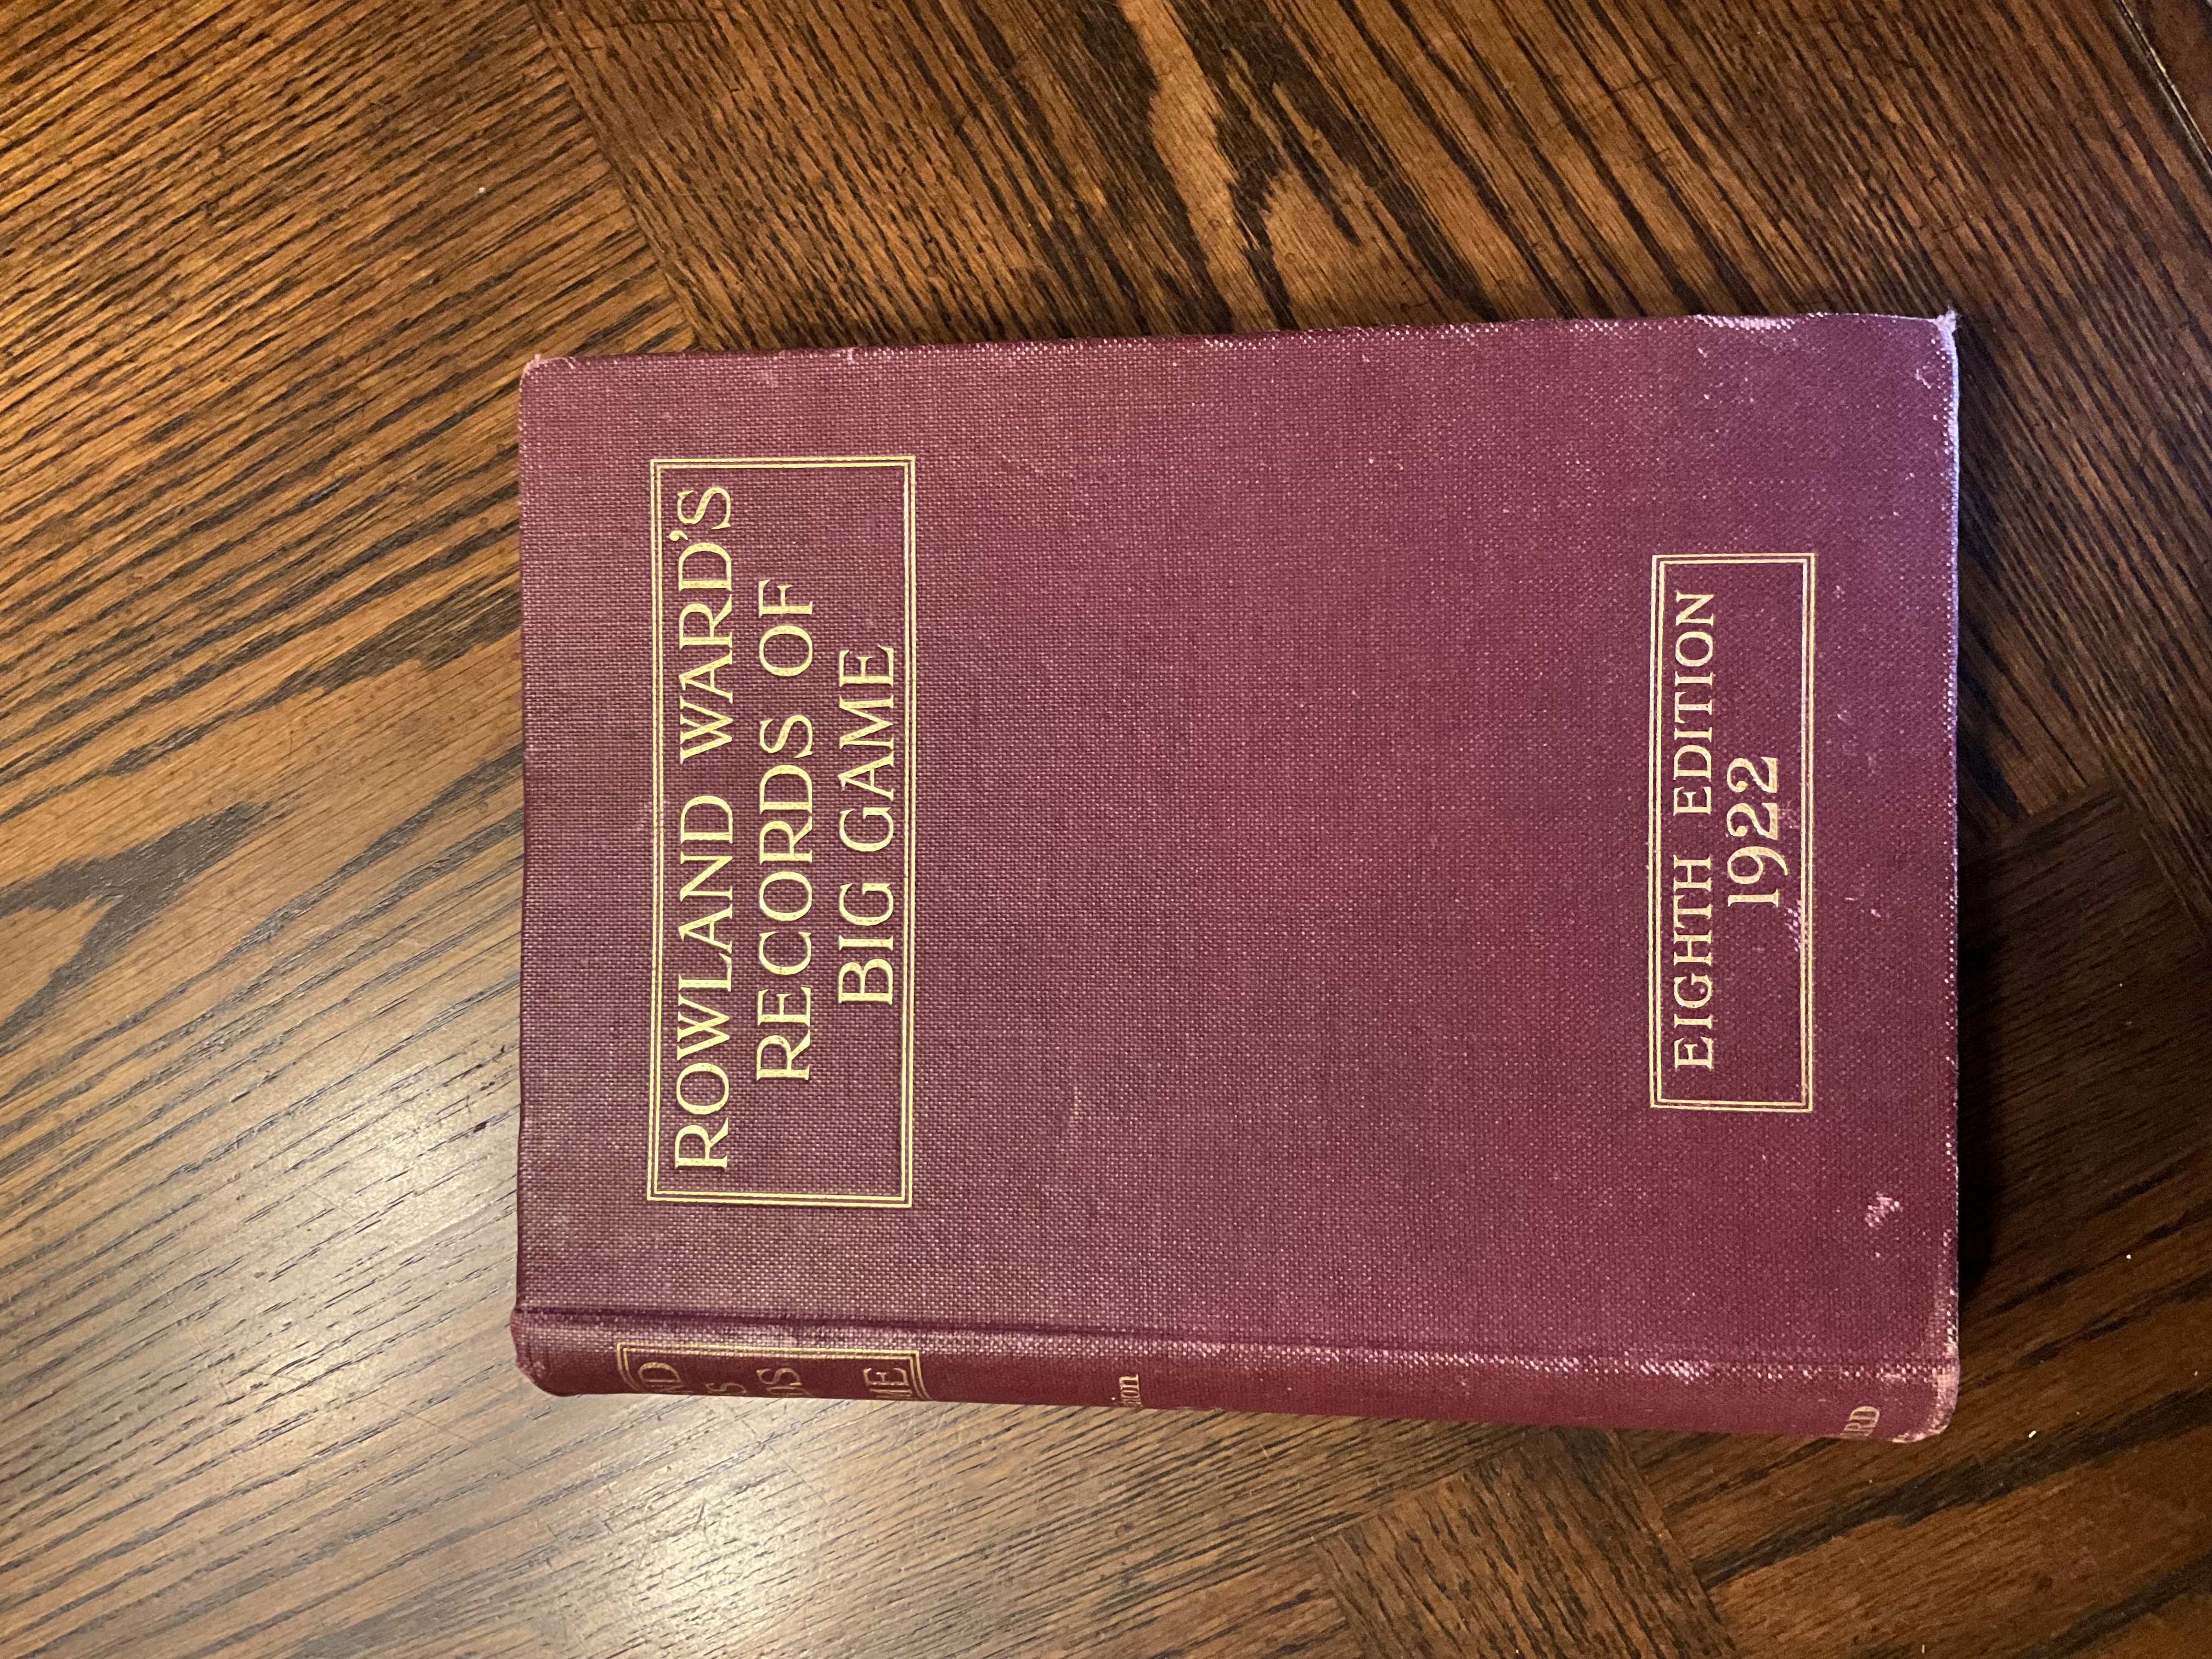 ROWLAND WARD'S
RECORDS OF
BIG GAME
EIGHTH EDITION
1922